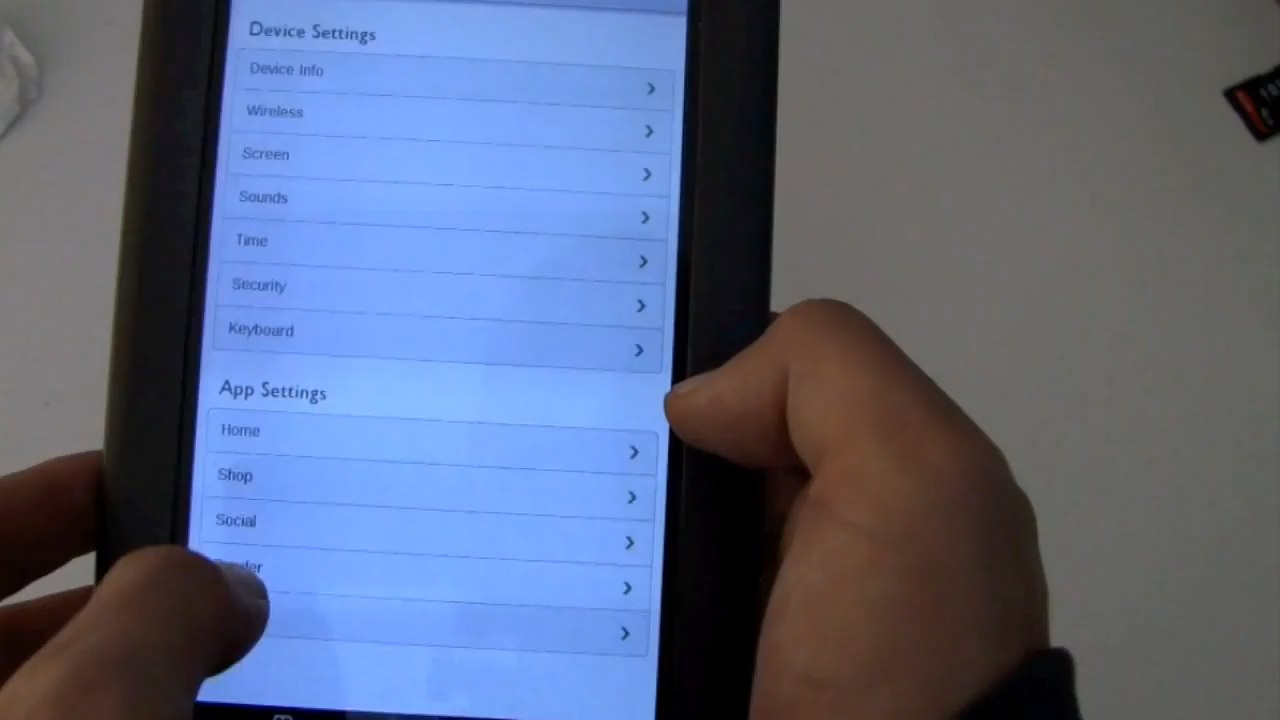 Device Settings
Device Info
Wireless
Screen
Sounds
Time
Security
Keyboard
App Settings
Home
Shop
Social